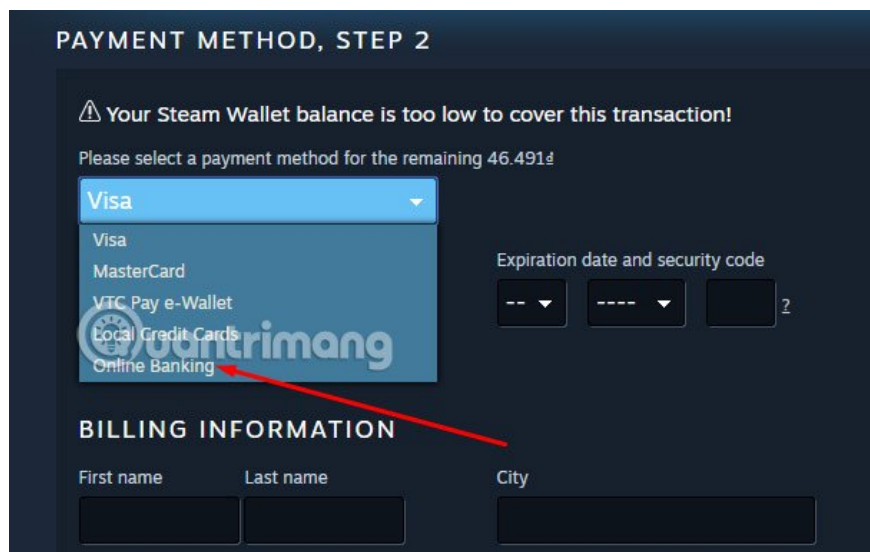 PAYMENT METHOD, STEP 2
Your Steam Wallet balance is too low to cover this transaction!
Please select a payment method for the remaining 46.491₫
Visa
Visa
MasterCard
VTC Pay e-Wallet
Local Credit Cards
Online Banking
Quantrimang
Expiration date and security code
-- ---- ?
BILLING INFORMATION
First name Last name City